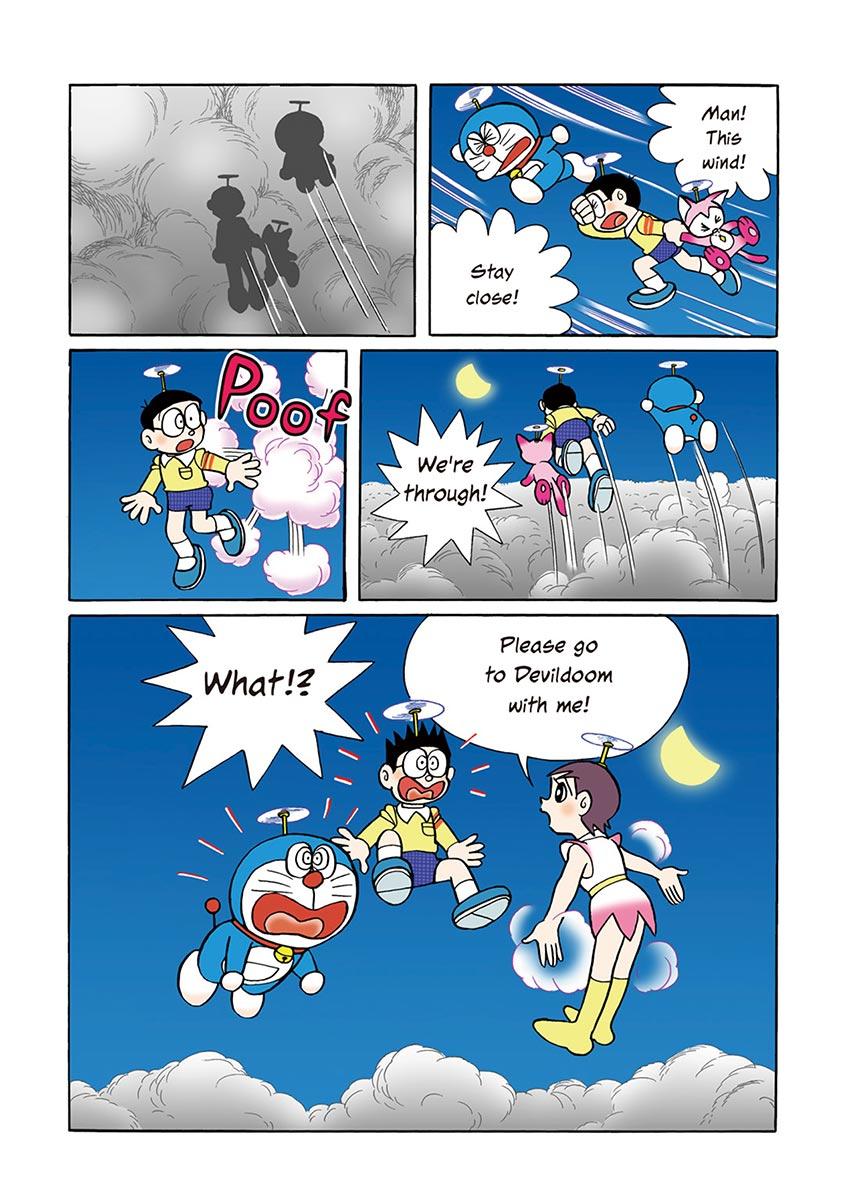 Man!
This
wind!
Stay
close!
Poof
We're
through!
What!?
Please go
to Devildoom
with me!